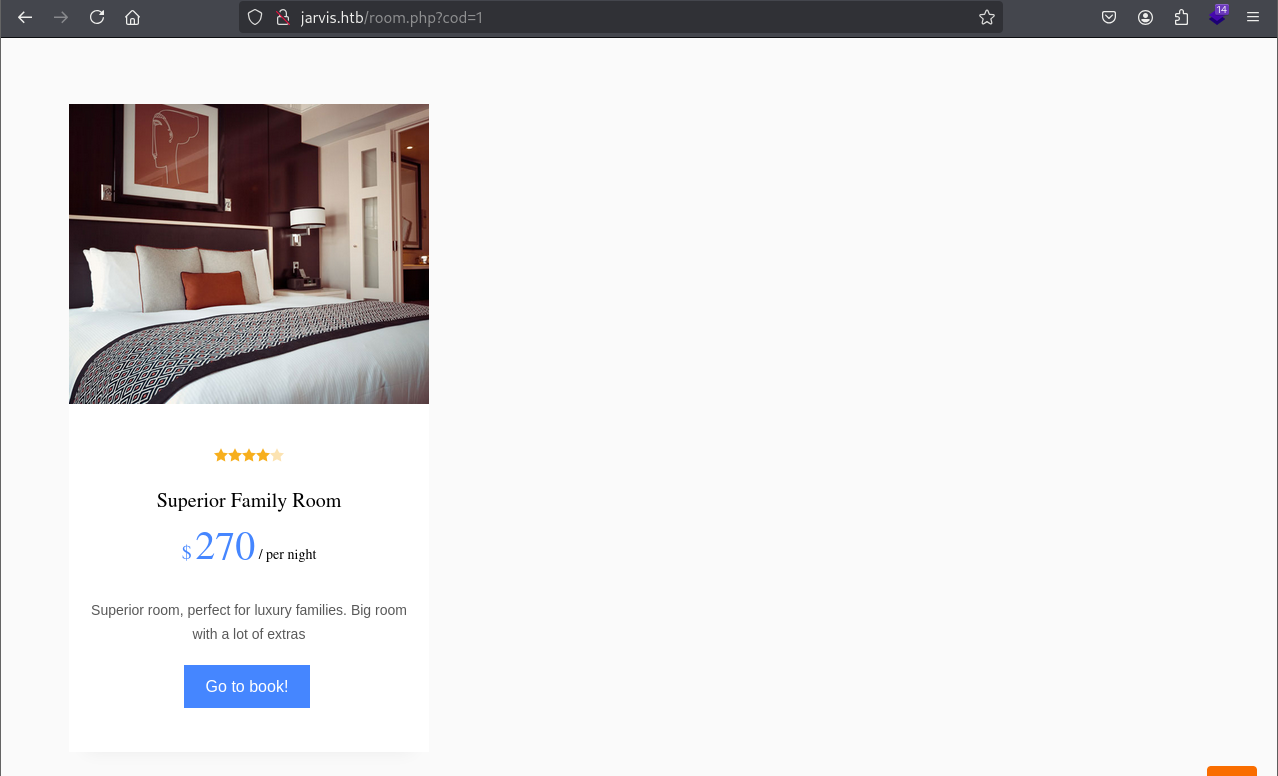 jarvis.htb/room.php?cod=1
14
Superior Family Room
$ 270 / per night
Superior room, perfect for luxury families. Big room
with a lot of extras
Go to book!